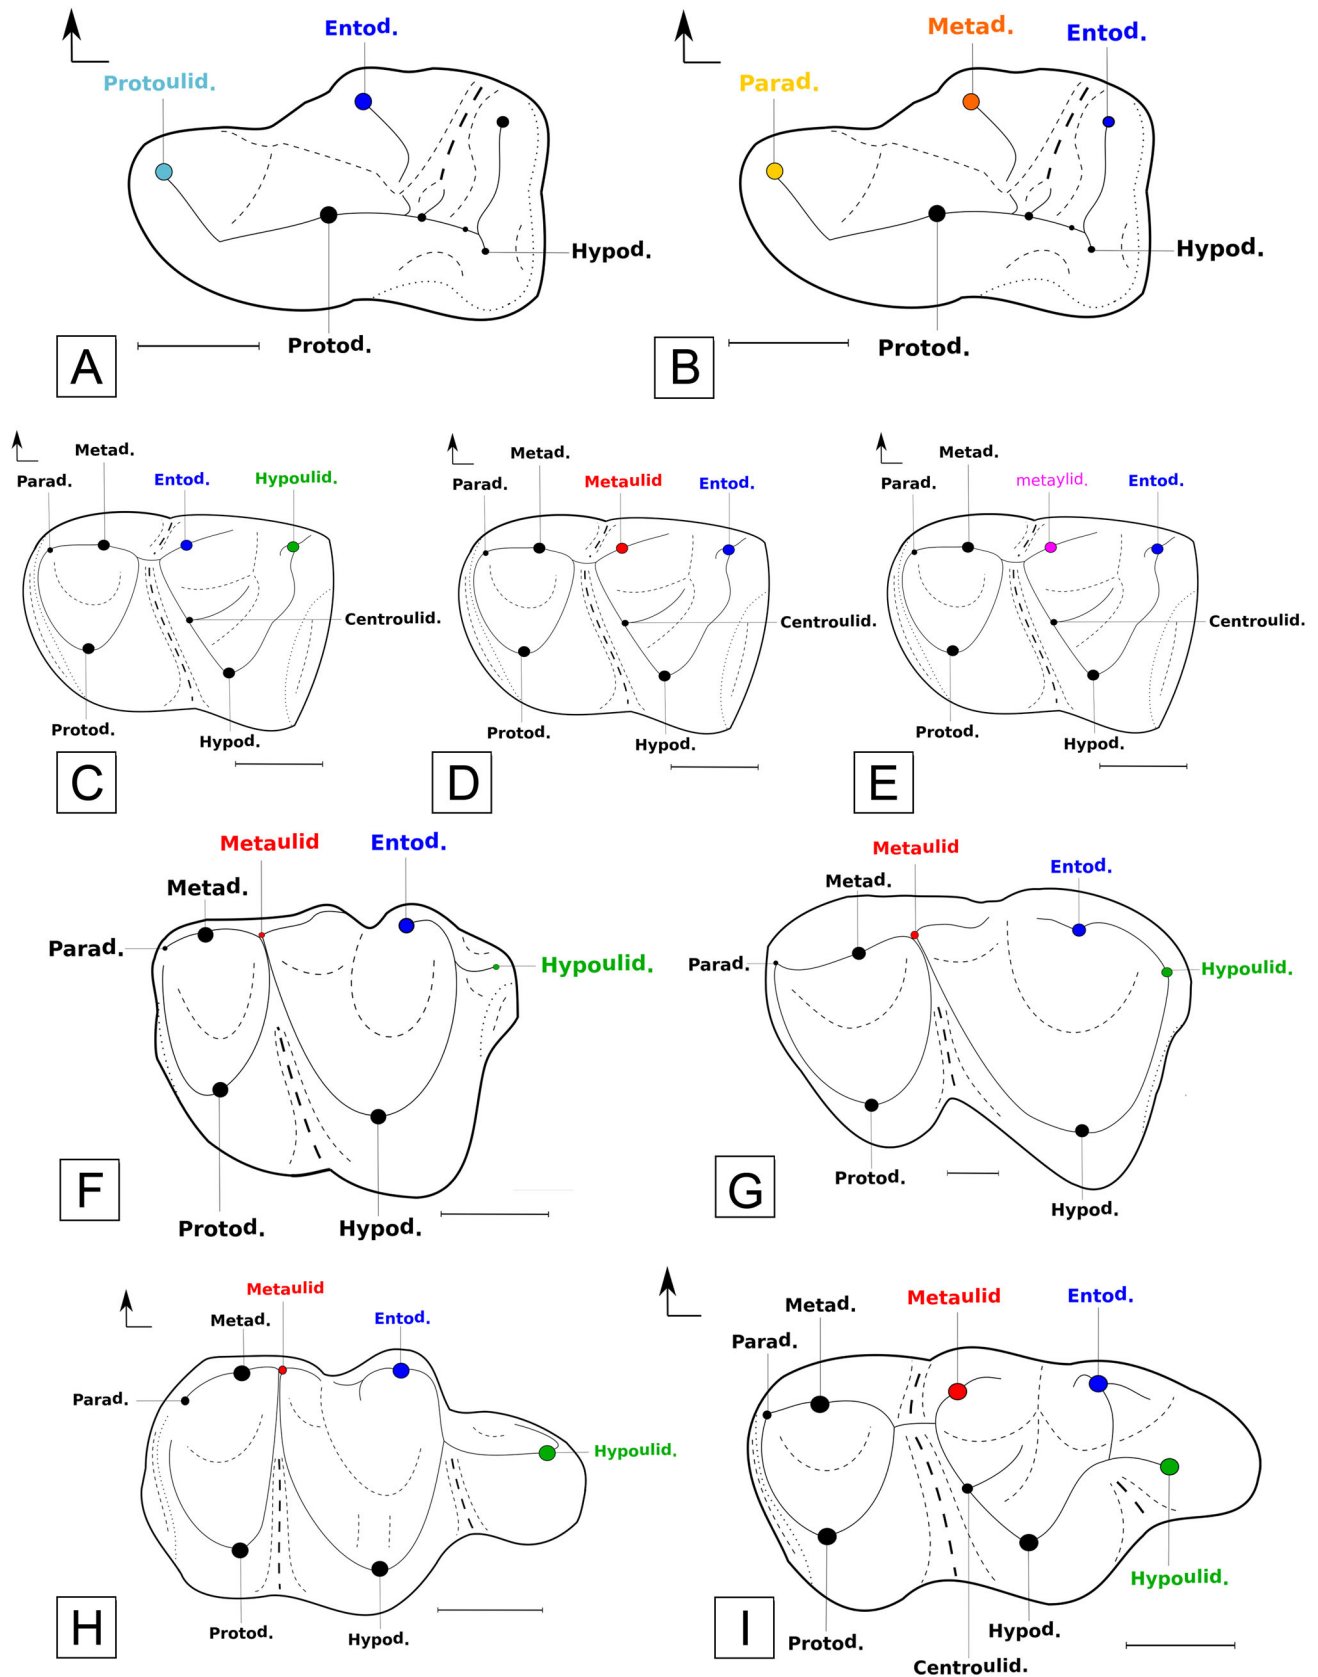 Entod.
Protoulid.
Hypod.
Protod.
A
Metad.
Entod.
Parad.
Hypod.
Protod.
B
Metad.
Parad.
Entod.
Hypoulid.
Centroulid.
Protod.
Hypod.
C
Metad.
Parad.
Metaulid
Entod.
Centroulid.
Protod.
Hypod.
D
Metad.
Parad.
metaylid.
Entod.
Centroulid.
Protod.
Hypod.
E
Metaulid
Entod.
Metad.
Parad.
Hypoulid.
F
Protod.
Hypod.
Metaulid
Entod.
Metad.
Parad.
Hypoulid.
Protod.
G
Hypod.
Metaulid
Metad.
Entod.
Parad.
Hypoulid.
H
Protod.
Hypod.
Metad.
Metaulid
Entod.
Parad.
Hypoulid.
I
Protod.
Hypod.
Centroulid.